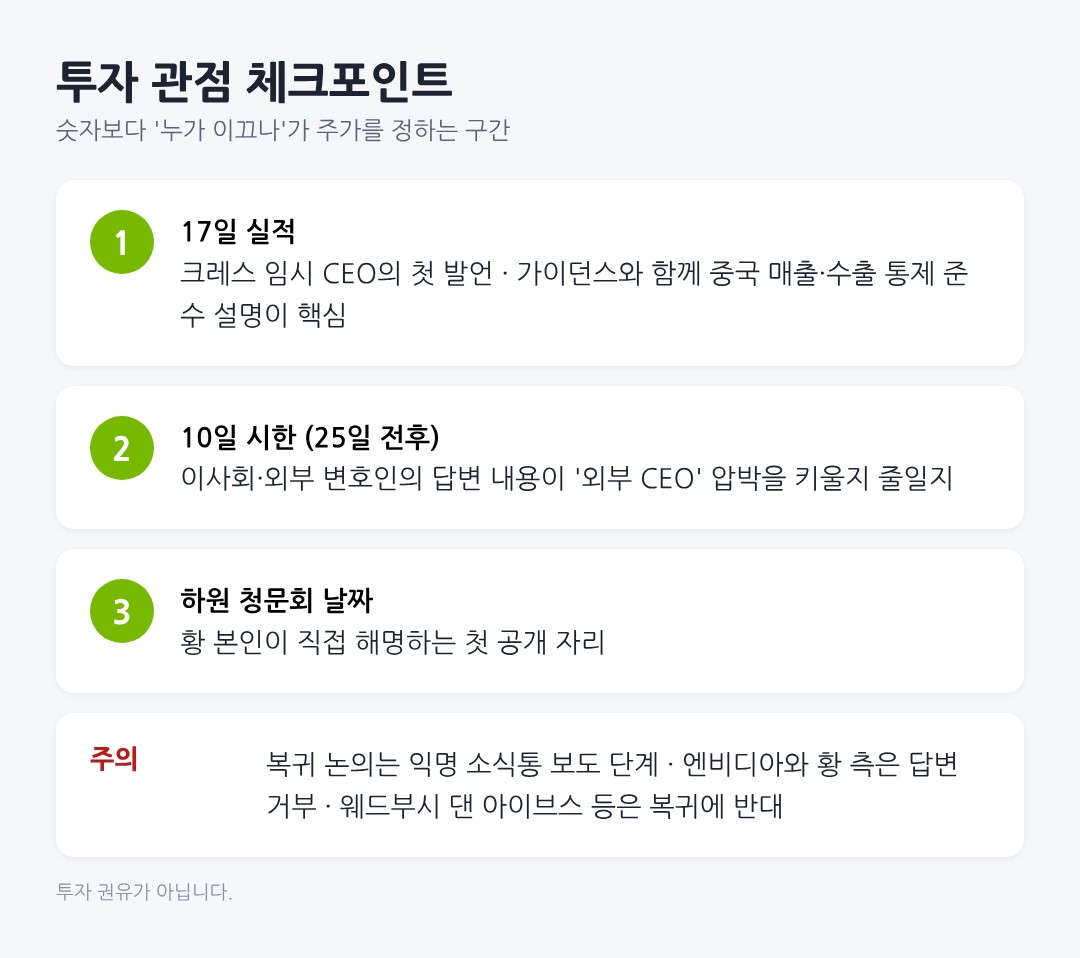 투자 관점 체크포인트
숫자보다 '누가 이끄나'가 주가를 정하는 구간
1
17일 실적
크레스 임시 CEO의 첫 발언 · 가이던스와 함께 중국 매출·수출 통제 준
수 설명이 핵심
2
10일 시한 (25일 전후)
이사회·외부 변호인의 답변 내용이 '외부 CEO' 압박을 키울지 줄일지
3
하원 청문회 날짜
황 본인이 직접 해명하는 첫 공개 자리
주의
복귀 논의는 익명 소식통 보도 단계 · 엔비디아와 황 측은 답변
거부 · 웨드부시 댄 아이브스 등은 복귀에 반대
투자 권유가 아닙니다.